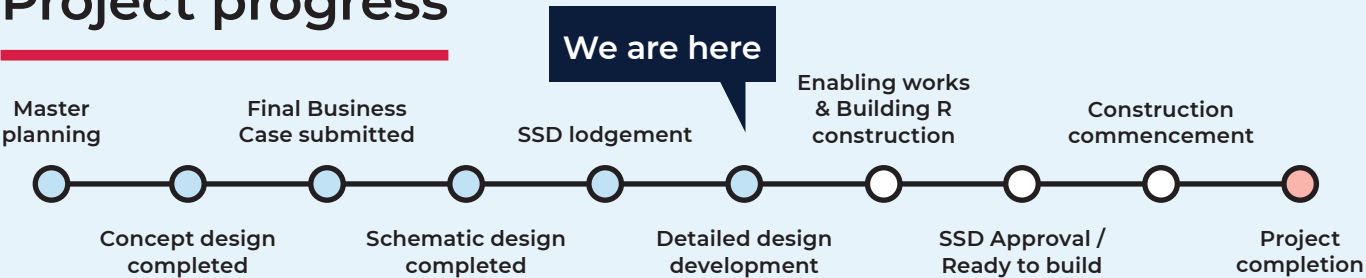 Project progress
We are here
Master
planning
Concept design
completed
Final Business
Case submitted
Schematic design
completed
SSD lodgement
Detailed design
development
Enabling works
& Building R
construction
SSD Approval /
Ready to build
Construction
commencement
Project
completion